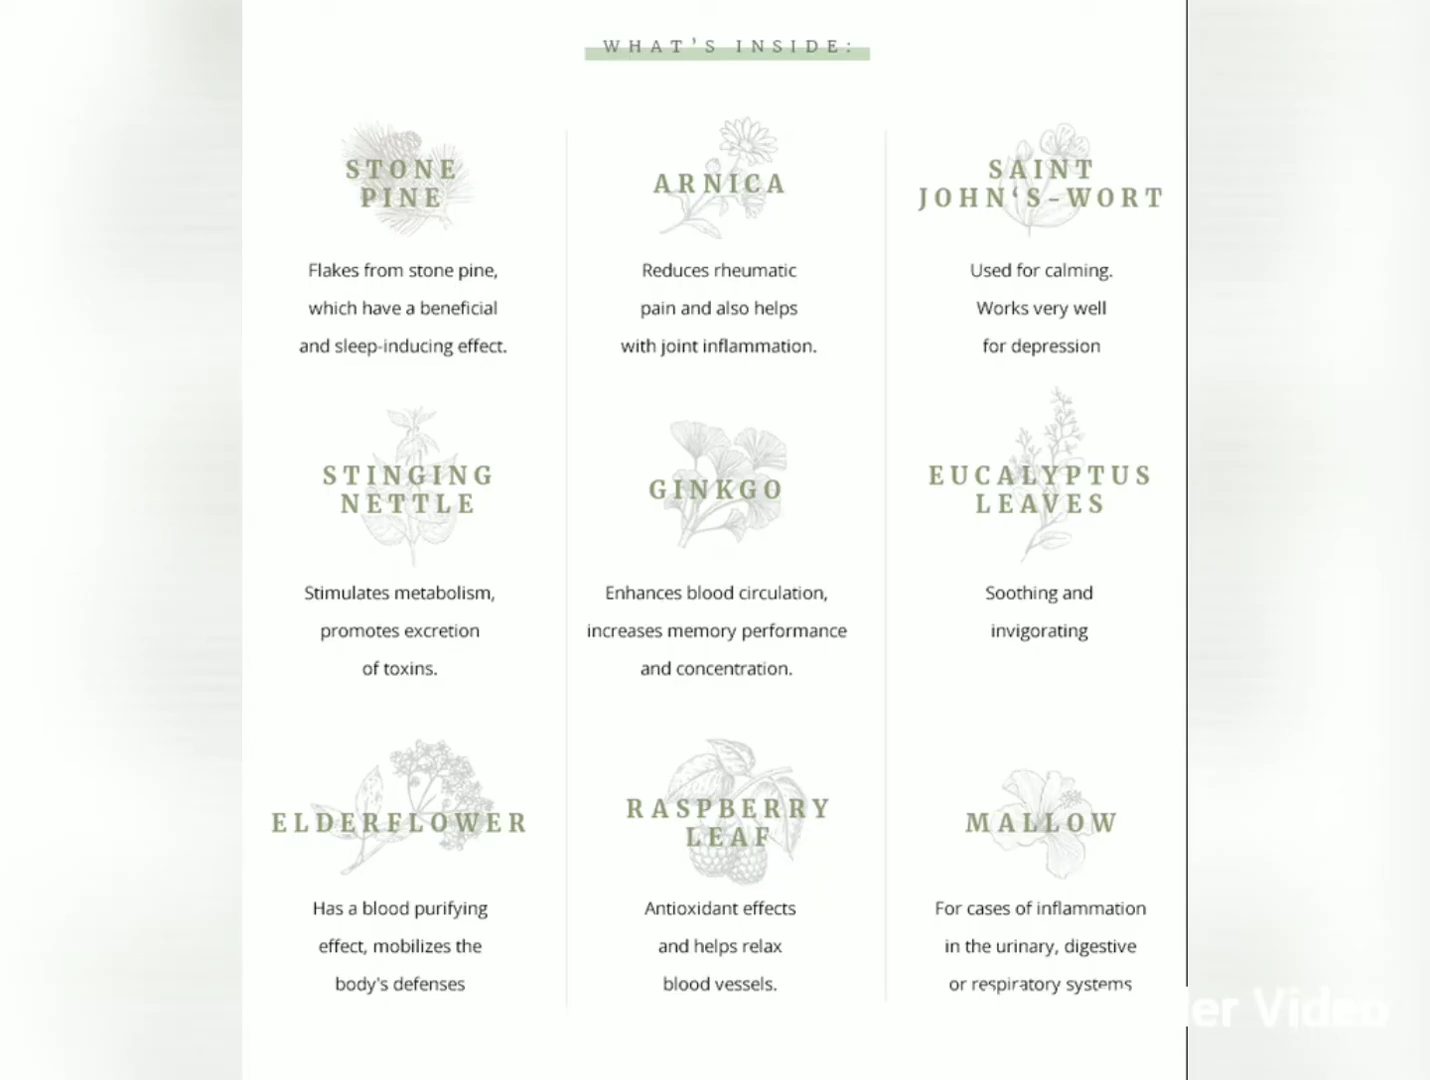 WHAT'S INSIDE:
STONE
PINE
Flakes from stone pine,
which have a beneficial
and sleep-inducing effect.
ARNICA
Reduces rheumatic
pain and also helps
with joint inflammation.
SAINT
JOHN'S-WORT
Used for calming.
Works very well
for depression
STINGING
NETTLE
Stimulates metabolism,
promotes excretion
of toxins.
GINKGO
Enhances blood circulation,
increases memory performance
and concentration.
EUCALYPTUS
LEAVES
Soothing and
invigorating
ELDERFLOWER
Has a blood purifying
effect, mobilizes the
body's defenses
RASPBERRY
LEAF
Antioxidant effects
and helps relax
blood vessels.
MALLOW
For cases of inflammation
in the urinary, digestive
or respiratory systems
Video